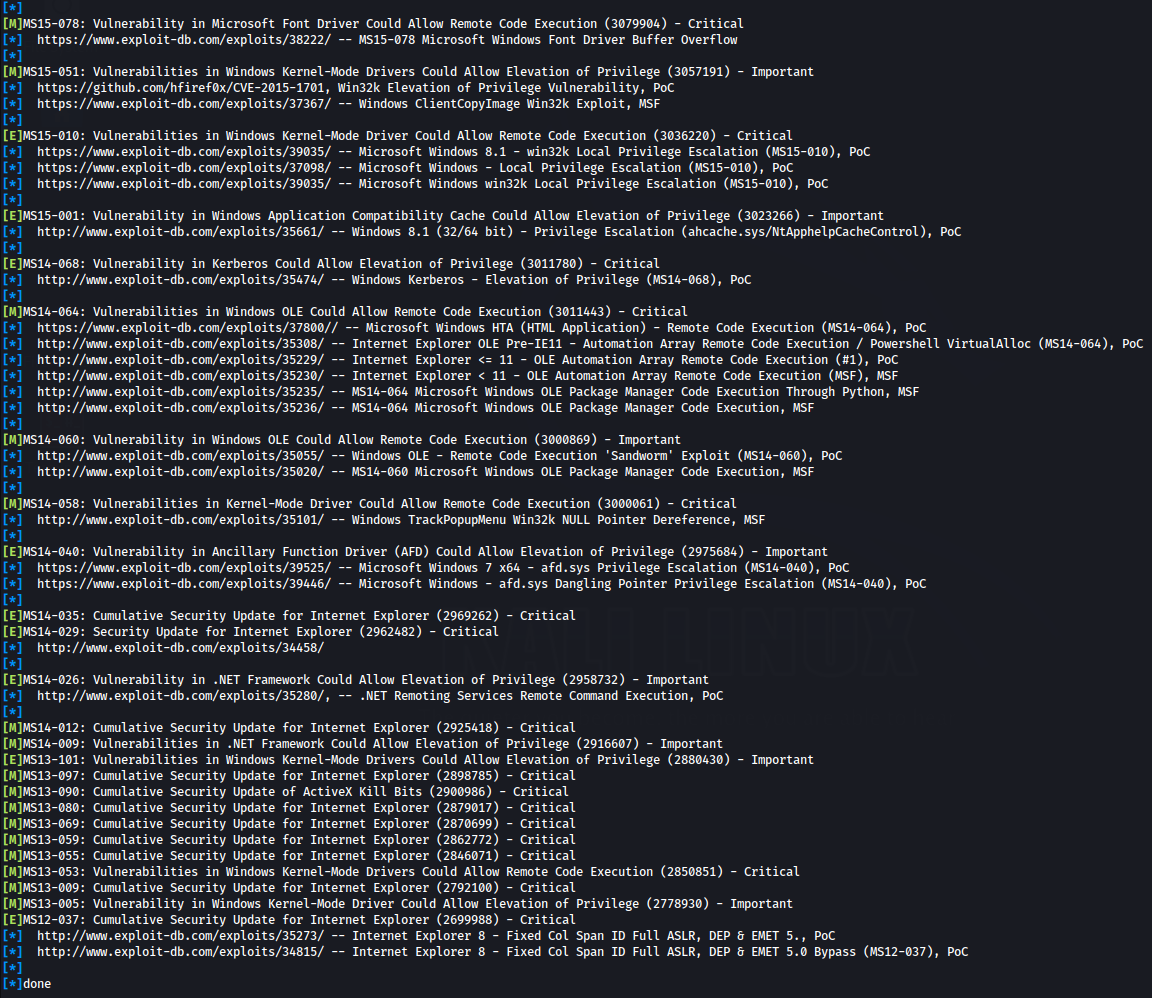 [*]
[M]MS15-078: Vulnerability in Microsoft Font Driver Could Allow Remote Code Execution (3079904) - Critical
[*] https://www.exploit-db.com/exploits/38222/ -- MS15-078 Microsoft Windows Font Driver Buffer Overflow
[*]
[M]MS15-051: Vulnerabilities in Windows Kernel-Mode Drivers Could Allow Elevation of Privilege (3057191) - Important
[*] https://github.com/hfiref0x/CVE-2015-1701, Win32k Elevation of Privilege Vulnerability, PoC
[*] https://www.exploit-db.com/exploits/37367/ -- Windows ClientCopyImage Win32k Exploit, MSF
[*]
[E]MS15-010: Vulnerabilities in Windows Kernel-Mode Driver Could Allow Remote Code Execution (3036220) - Critical
[*] https://www.exploit-db.com/exploits/39035/ -- Microsoft Windows 8.1 - win32k Local Privilege Escalation (MS15-010), PoC
[*] https://www.exploit-db.com/exploits/37098/ -- Microsoft Windows - Local Privilege Escalation (MS15-010), PoC
[*] https://www.exploit-db.com/exploits/39035/ -- Microsoft Windows win32k Local Privilege Escalation (MS15-010), PoC
[*]
[E]MS15-001: Vulnerability in Windows Application Compatibility Cache Could Allow Elevation of Privilege (3023266) - Important
[*] http://www.exploit-db.com/exploits/35661/ -- Windows 8.1 (32/64 bit) - Privilege Escalation (ahcache.sys/NtApphelpCacheControl), PoC
[*]
[E]MS14-068: Vulnerability in Kerberos Could Allow Elevation of Privilege (3011780) - Critical
[*] http://www.exploit-db.com/exploits/35474/ -- Windows Kerberos - Elevation of Privilege (MS14-068), PoC
[*]
[M]MS14-064: Vulnerability in Windows OLE Could Allow Remote Code Execution (3011443) - Critical
[*] https://www.exploit-db.com/exploits/37800// -- Microsoft Windows HTA (HTML Application) - Remote Code Execution (MS14-064), PoC
[*] http://www.exploit-db.com/exploits/35308/ -- Internet Explorer OLE Pre-IE11 - Automation Array Remote Code Execution / Powershell VirtualAlloc (MS14-064), PoC
[*] http://www.exploit-db.com/exploits/35229/ -- Internet Explorer <= 11 - OLE Automation Array Remote Code Execution (#1), PoC
[*] http://www.exploit-db.com/exploits/35230/ -- Internet Explorer < 11 - OLE Automation Array Remote Code Execution (MSF), MSF
[*] http://www.exploit-db.com/exploits/35235/ -- MS14-064 Microsoft Windows OLE Package Manager Code Execution Through Python, MSF
[*] http://www.exploit-db.com/exploits/35236/ -- MS14-064 Microsoft Windows OLE Package Manager Code Execution, MSF
[*]
[M]MS14-060: Vulnerability in Windows OLE Could Allow Remote Code Execution (3000869) - Important
[*] http://www.exploit-db.com/exploits/35055/ -- Windows OLE - Remote Code Execution 'Sandworm' Exploit (MS14-060), PoC
[*] http://www.exploit-db.com/exploits/35020/ -- MS14-060 Microsoft Windows OLE Package Manager Code Execution, MSF
[*]
[M]MS14-058: Vulnerabilities in Kernel-Mode Driver Could Allow Remote Code Execution (3000061) - Critical
[*] http://www.exploit-db.com/exploits/35101/ -- Windows TrackPopupMenu Win32k NULL Pointer Dereference, MSF
[*]
[E]MS14-040: Vulnerability in Ancillary Function Driver (AFD) Could Allow Elevation of Privilege (2975684) - Important
[*] https://www.exploit-db.com/exploits/39525/ -- Microsoft Windows 7 x64 - afd.sys Privilege Escalation (MS14-040), PoC
[*] https://www.exploit-db.com/exploits/39446/ -- Microsoft Windows - afd.sys Dangling Pointer Privilege Escalation (MS14-040), PoC
[*]
[E]MS14-035: Cumulative Security Update for Internet Explorer (2969262) - Critical
[E]MS14-029: Security Update for Internet Explorer (2962482) - Critical
[*] http://www.exploit-db.com/exploits/34458/
[*]
[E]MS14-026: Vulnerability in .NET Framework Could Allow Elevation of Privilege (2958732) - Important
[*] http://www.exploit-db.com/exploits/35280/, -- .NET Remoting Services Remote Command Execution, PoC
[*]
[M]MS14-012: Cumulative Security Update for Internet Explorer (2925418) - Critical
[M]MS14-009: Vulnerabilities in .NET Framework Could Allow Elevation of Privilege (2916607) - Important
[E]MS13-101: Vulnerabilities in Windows Kernel-Mode Drivers Could Allow Elevation of Privilege (2880430) - Important
[M]MS13-097: Cumulative Security Update for Internet Explorer (2898785) - Critical
[M]MS13-090: Cumulative Security Update of ActiveX Kill Bits (2900986) - Critical
[M]MS13-080: Cumulative Security Update for Internet Explorer (2879017) - Critical
[M]MS13-069: Cumulative Security Update for Internet Explorer (2870699) - Critical
[M]MS13-059: Cumulative Security Update for Internet Explorer (2862772) - Critical
[M]MS13-055: Cumulative Security Update for Internet Explorer (2846071) - Critical
[M]MS13-053: Vulnerabilities in Windows Kernel-Mode Drivers Could Allow Remote Code Execution (2850851) - Critical
[M]MS13-009: Cumulative Security Update for Internet Explorer (2792100) - Critical
[M]MS13-005: Vulnerability in Windows Kernel-Mode Driver Could Allow Elevation of Privilege (2778930) - Important
[E]MS12-037: Cumulative Security Update for Internet Explorer (2699988) - Critical
[*] http://www.exploit-db.com/exploits/35273/ -- Internet Explorer 8 - Fixed Col Span ID Full ASLR, DEP & EMET 5., PoC
[*] http://www.exploit-db.com/exploits/34815/ -- Internet Explorer 8 - Fixed Col Span ID Full ASLR, DEP & EMET 5.0 Bypass (MS12-037), PoC
[*]
[*]done
KALI LINUX